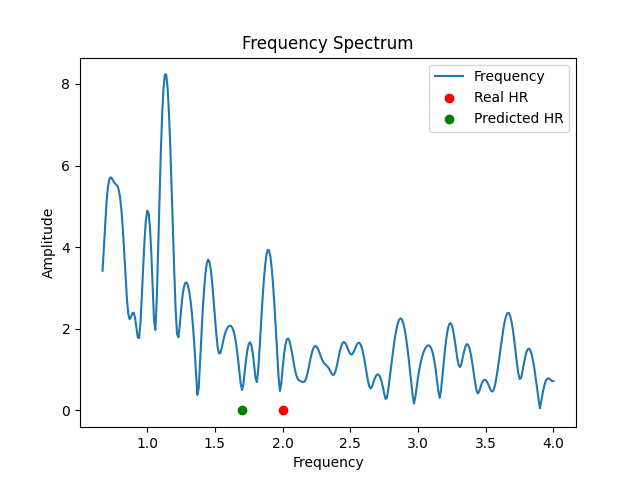 Frequency Spectrum
Frequency
Real HR
Predicted HR
Amplitude
8
6
4
2
0
1.0 1.5 2.0 2.5 3.0 3.5 4.0
Frequency